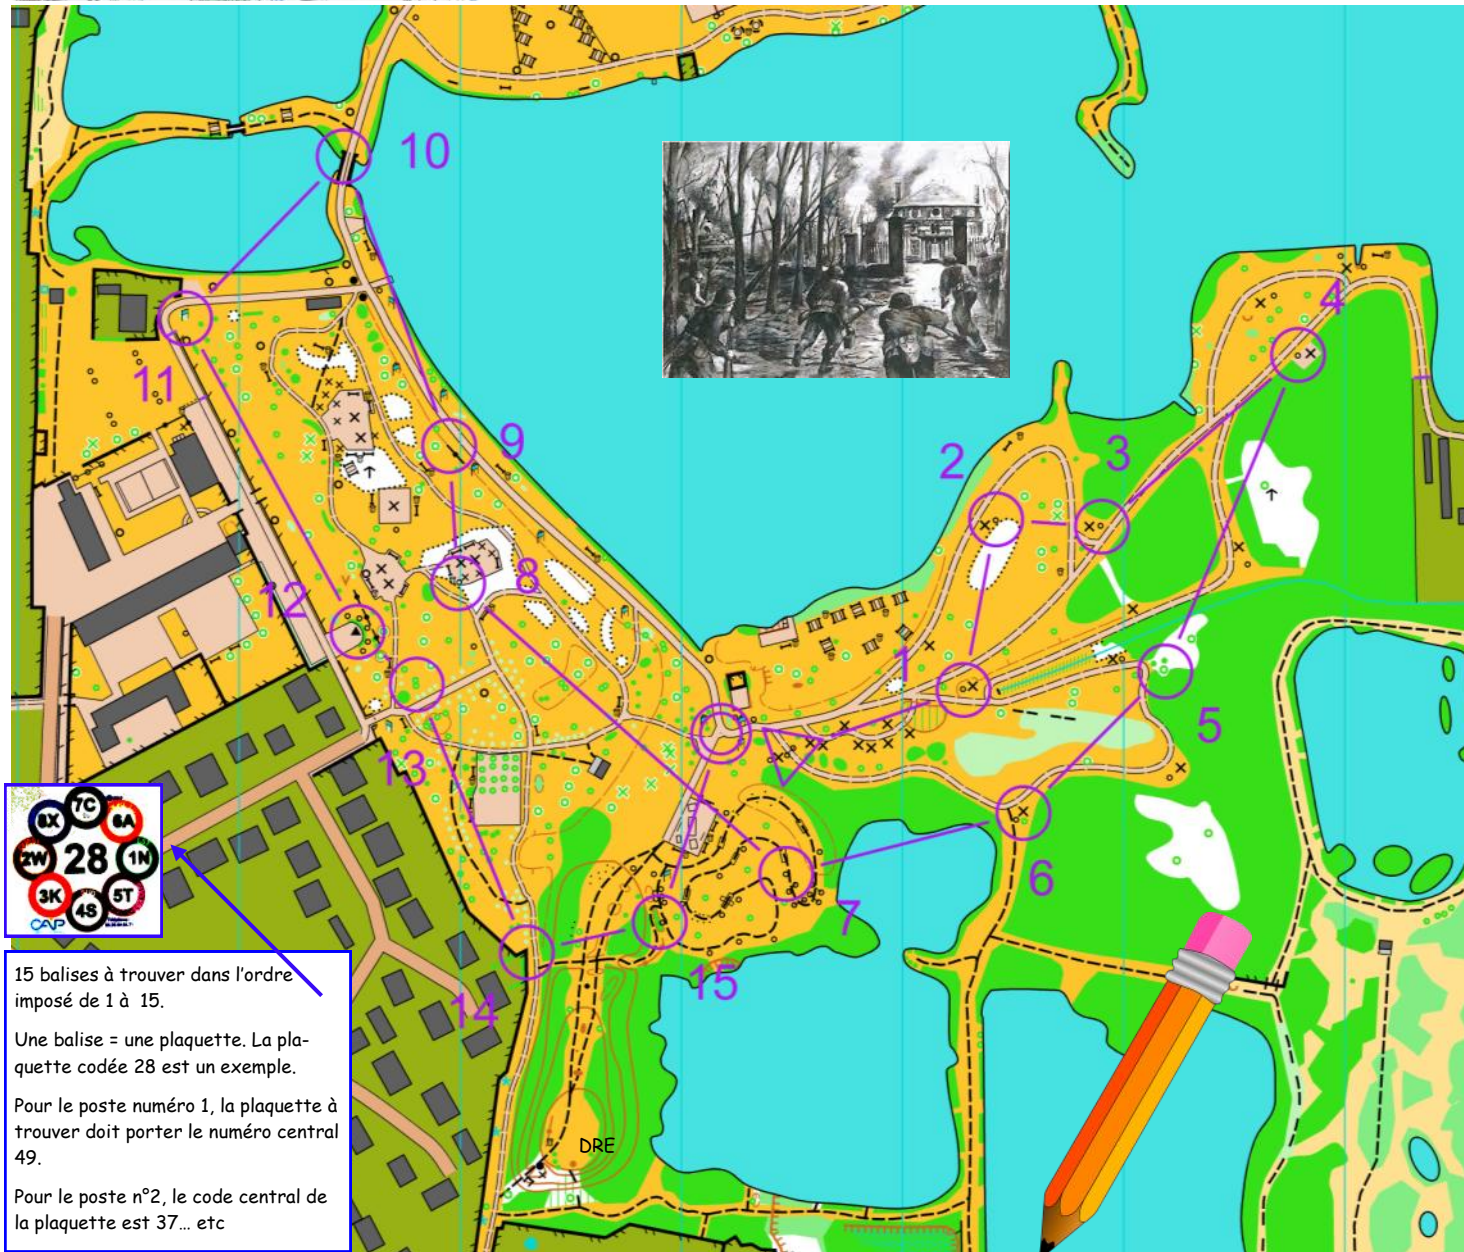 10
4
11
9
2
3
8
12
1
5
13
6
7
14
15
7C
8X
6A
2W
28
1N
3K
5T
4S
CAP
DRE
15 balises à trouver dans l'ordre
imposé de 1 à 15.
Une balise = une plaquette. La pla-
quette codée 28 est un exemple.
Pour le poste numéro 1, la plaquette à
trouver doit porter le numéro central
49.
Pour le poste n°2, le code central de
la plaquette est 37... etc